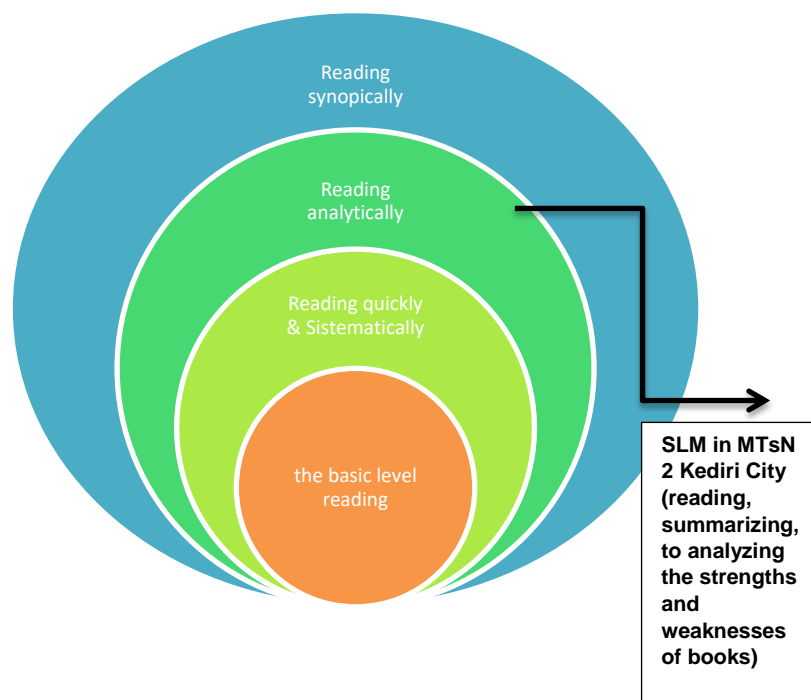 Reading
synopically
Reading
analytically
Reading quickly
& Sistematically
the basic level
reading
SLM in MTsN
2 Kediri City
(reading,
summarizing,
to analyzing
the strengths
and
weaknesses
of books)